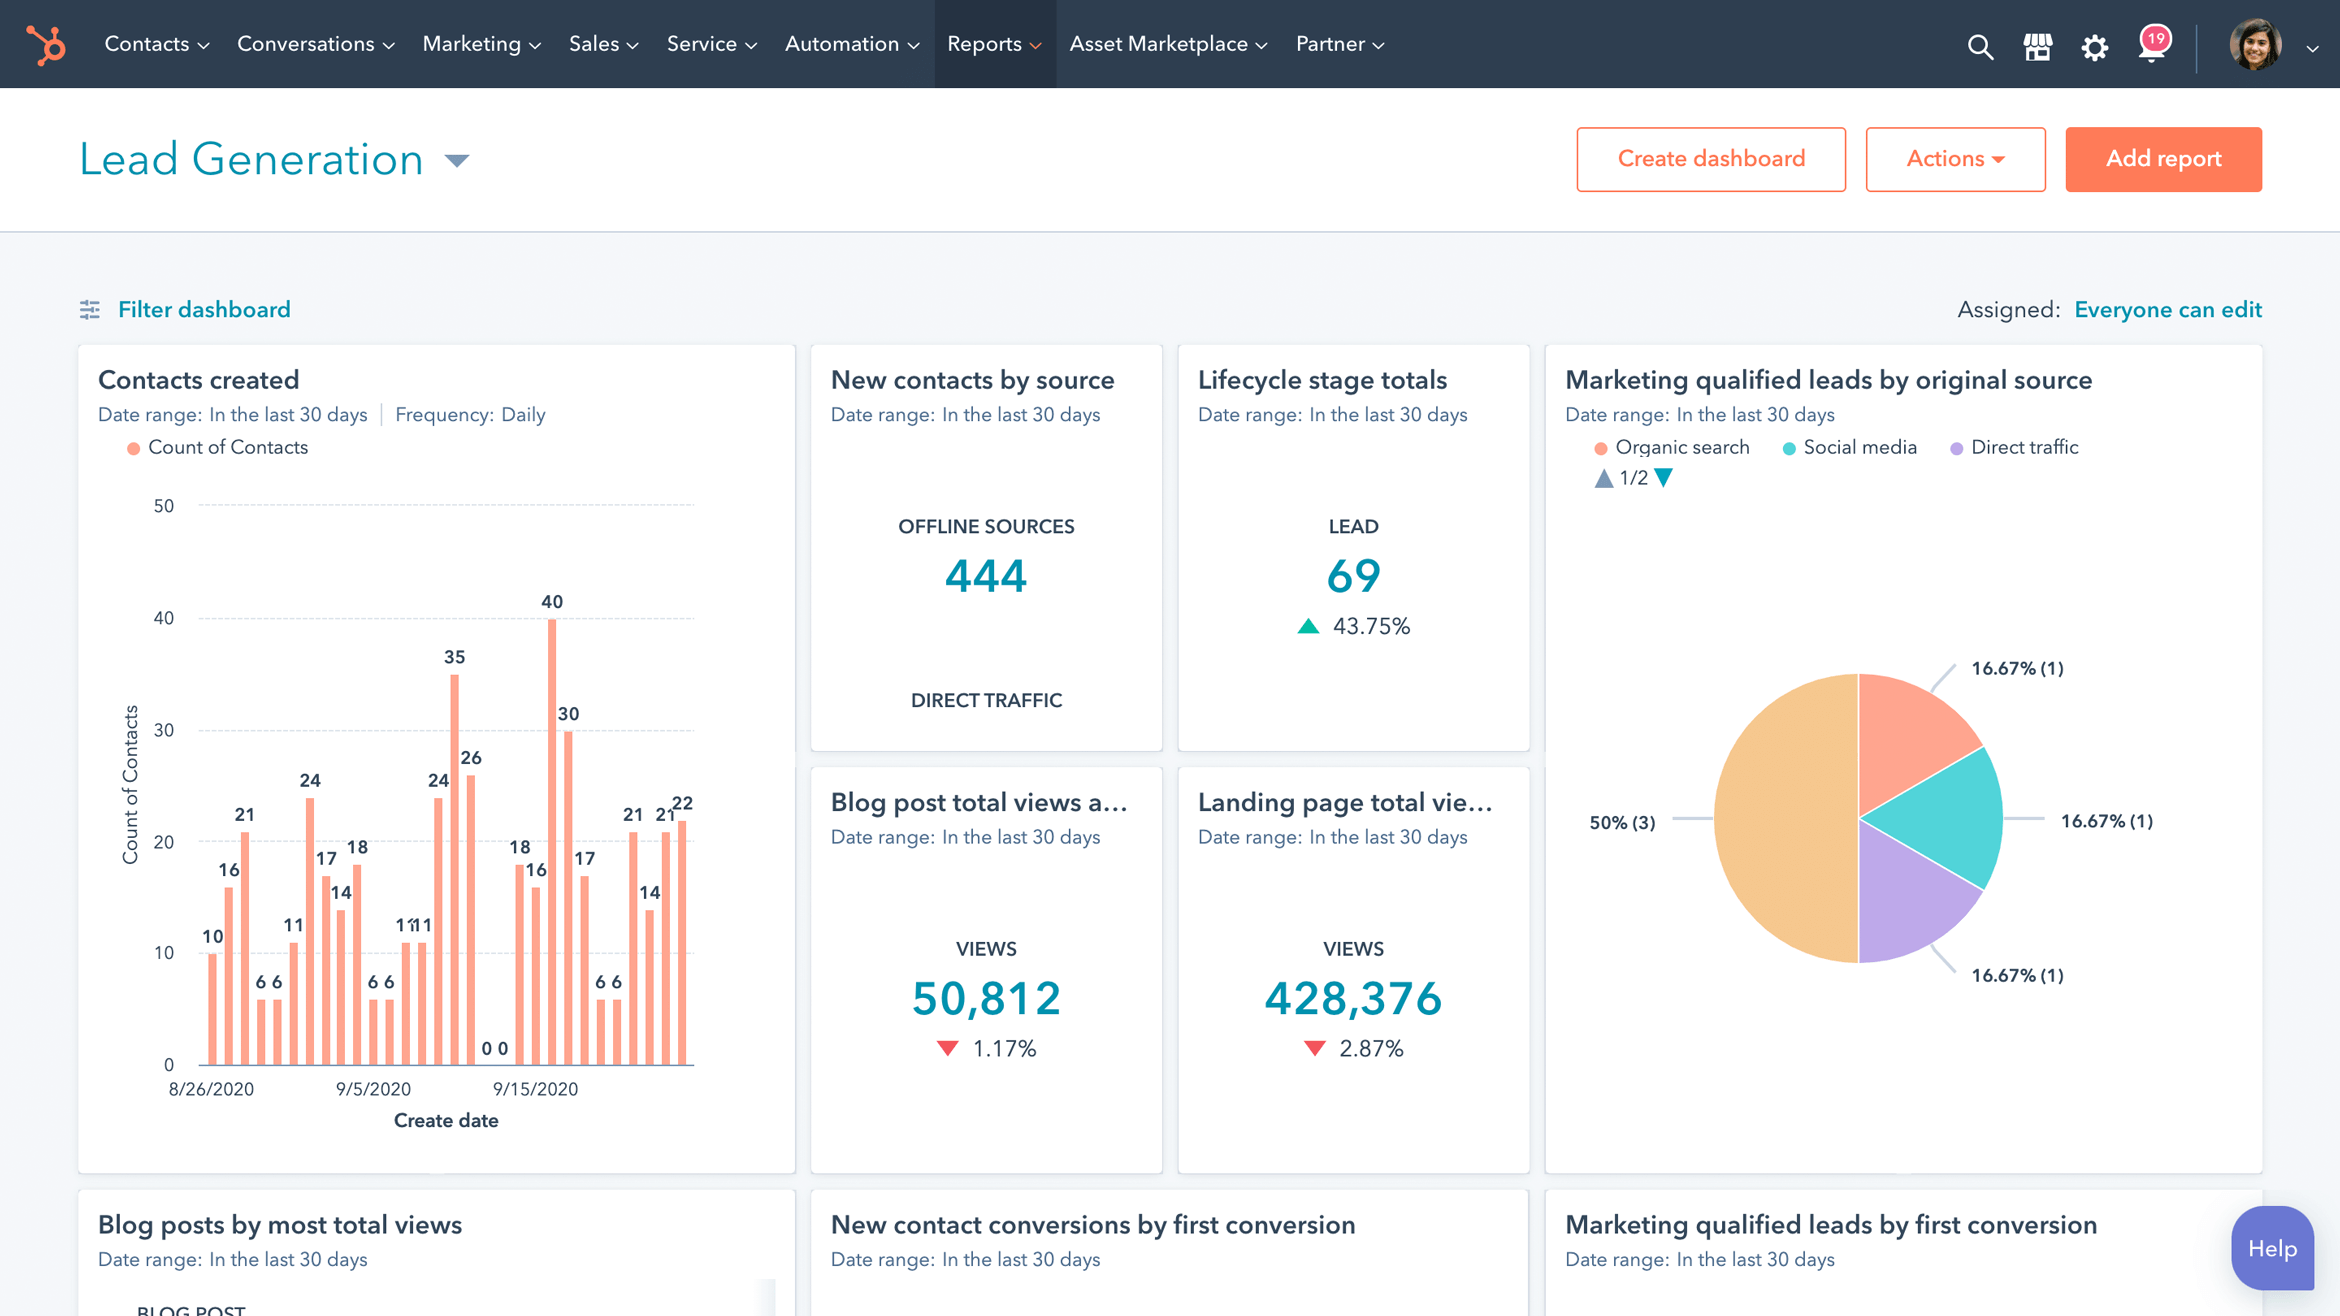 Contacts Conversations Marketing Sales Service Automation Reports Asset Marketplace Partner 19
Lead Generation
Create dashboard
Actions
Add report
Filter dashboard
Assigned: Everyone can edit
Contacts created
Date range: In the last 30 days Frequency: Daily
Count of Contacts
50
40
30
20
10
0
Count of Contacts
10 16 21 6 6 11 24 17 14 18 6 6 11 11 24 35 26 0 0 18 16 40 30 17 6 6 21 14 21 22
8/26/2020 9/5/2020 9/15/2020
Create date
New contacts by source
Date range: In the last 30 days
OFFLINE SOURCES
444
DIRECT TRAFFIC
Lifecycle stage totals
Date range: In the last 30 days
LEAD
69
43.75%
Marketing qualified leads by original source
Date range: In the last 30 days
Organic search Social media Direct traffic
1/2
16.67% (1)
50% (3)
16.67% (1)
16.67% (1)
Blog post total views a...
Date range: In the last 30 days
VIEWS
50,812
1.17%
Landing page total vie...
Date range: In the last 30 days
VIEWS
428,376
2.87%
Blog posts by most total views
Date range: In the last 30 days
BLOG POST
New contact conversions by first conversion
Date range: In the last 30 days
Marketing qualified leads by first conversion
Date range: In the last 30 days
Help